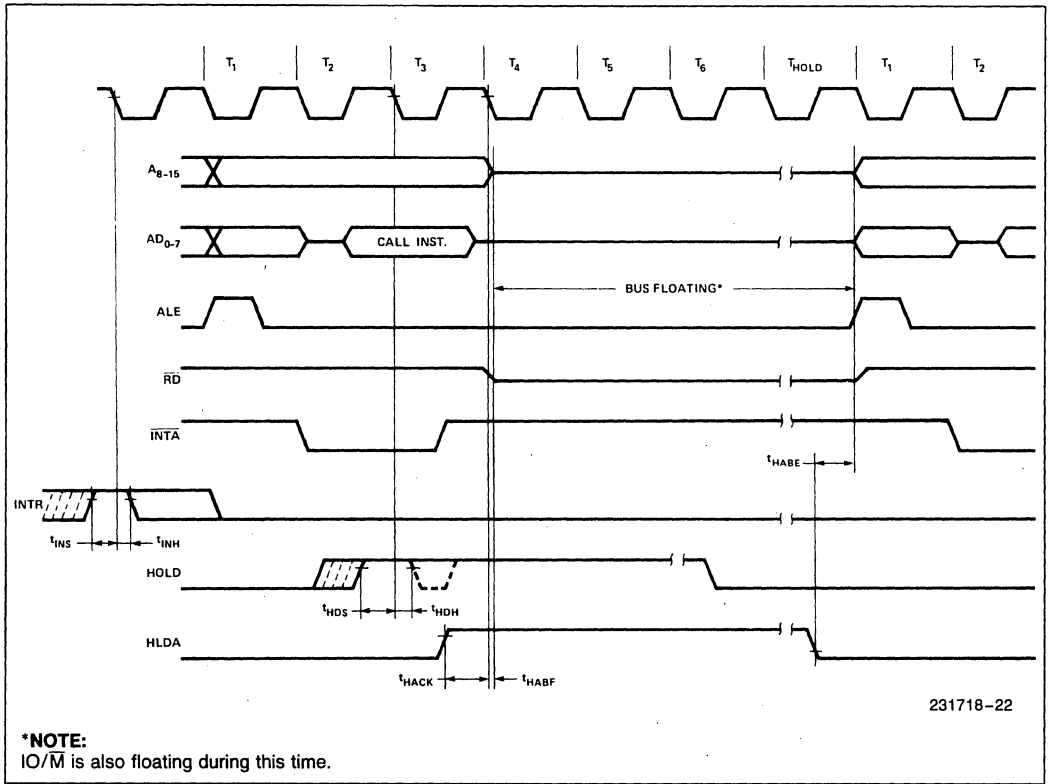 T1 T2 T3 T4 T5 T6 THOLD T1 T2
A8-15
AD0-7
CALL INST.
BUS FLOATING*
ALE
RD
INTA
tHABE
INTR
tINS
tINH
HOLD
tHDS
tHDH
HLDA
tHACK
tHABF
231718-22
*NOTE:
IO/M is also floating during this time.